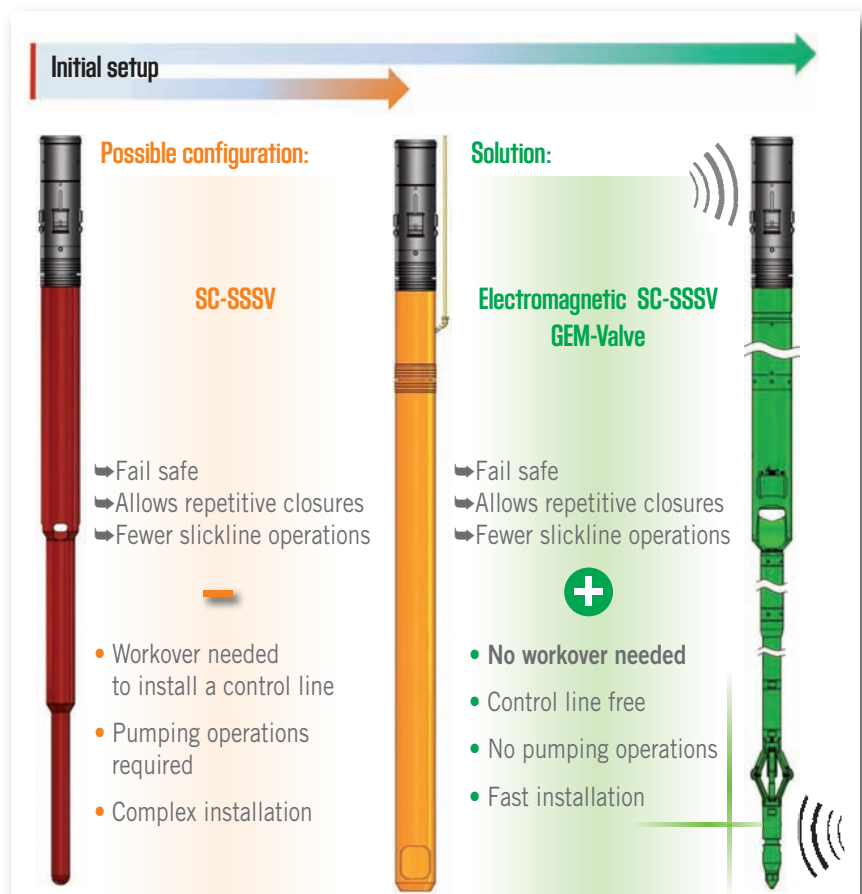 Initial setup
Possible configuration:
SC-SSSV
➥Fail safe
➥Allows repetitive closures
➥Fewer slickline operations
−
• Workover needed
to install a control line
• Pumping operations
required
• Complex installation
Solution:
Electromagnetic SC-SSSV
GEM-Valve
➥Fail safe
➥Allows repetitive closures
➥Fewer slickline operations
+
• No workover needed
• Control line free
• No pumping operations
• Fast installation